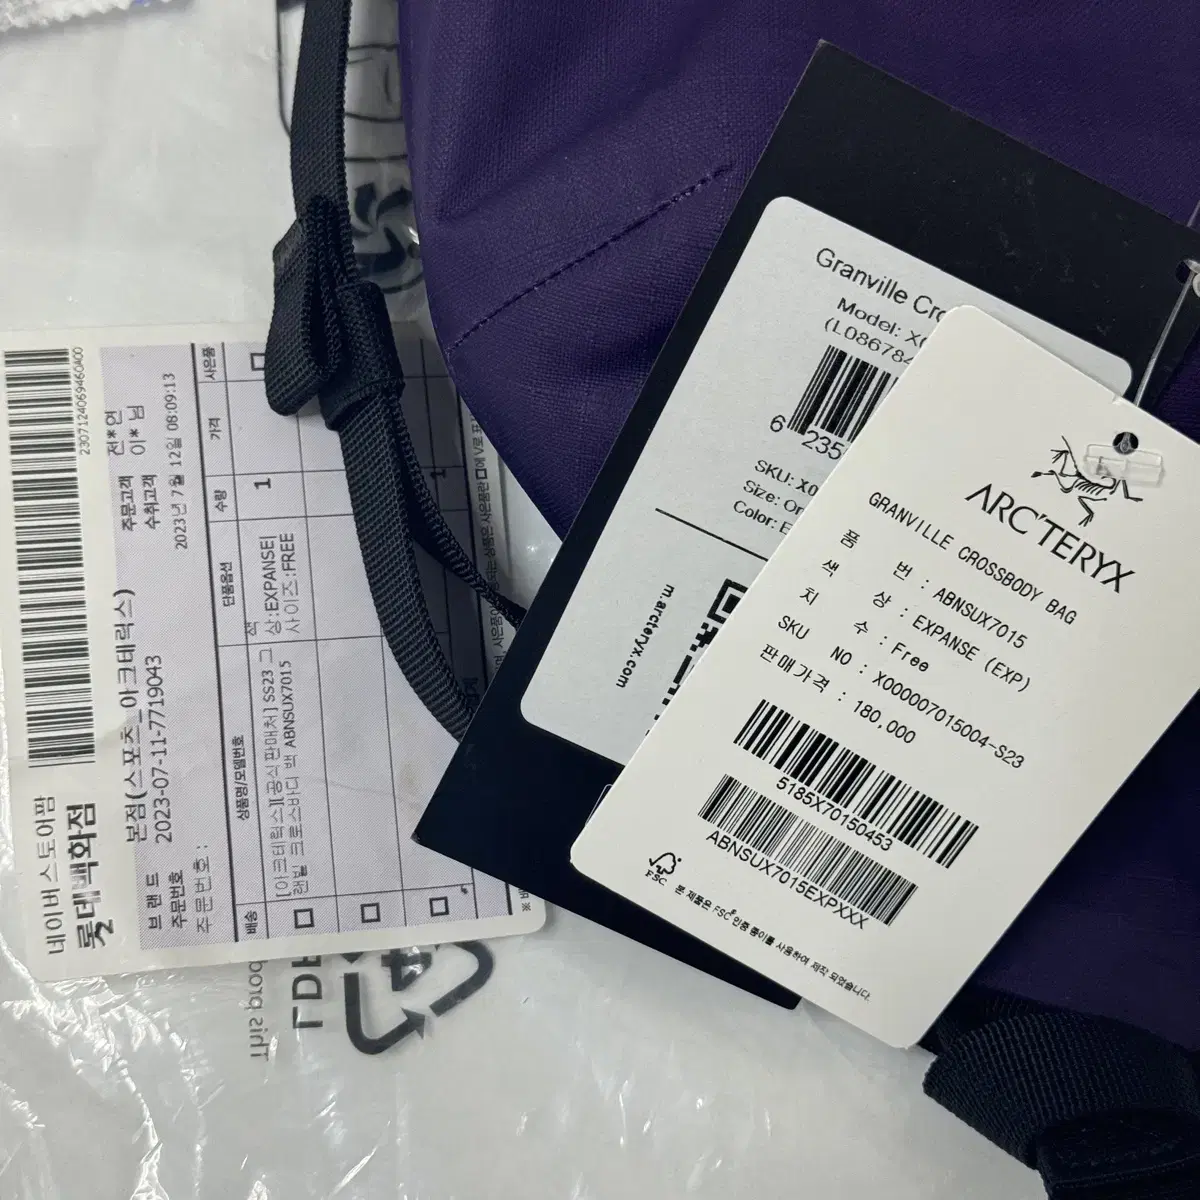 네이버스토어팜
롯데백화점
230712406946OA00
브랜드 본점(스포츠_아크테릭스)
주문번호 2023-07-11-7719043
주문번호 :
주문고객 전*연
수취고객 이* 님
2023년 7월 12일 08:09:13
배송 상품명/모델번호 단품옵션 수량 가격 사은품
[아크테릭스][공식판매처] SS23 그
랜빌 크로스바디 백 ABNSUX7015
색
상:EXPANSE|
사이즈:FREE
1
1
This
LDPE
Granville
Model:
(L08678
6 235
SKU: X0
Size:
Color:
m.arcteryx.com
ARC'TERYX
GRANVILLE CROSSBODY BAG
품 번 : ABNSUX7015
색 상 : EXPANSE (EXP)
치 수 : Free
SKU NO : X000007015004-S23
판매가격 : 180,000
5185X70150453
ABNSUX7015EXPXXX
FSC
본 제품은 FSC® 인증 종이를 사용하여 제작 되었습니다.